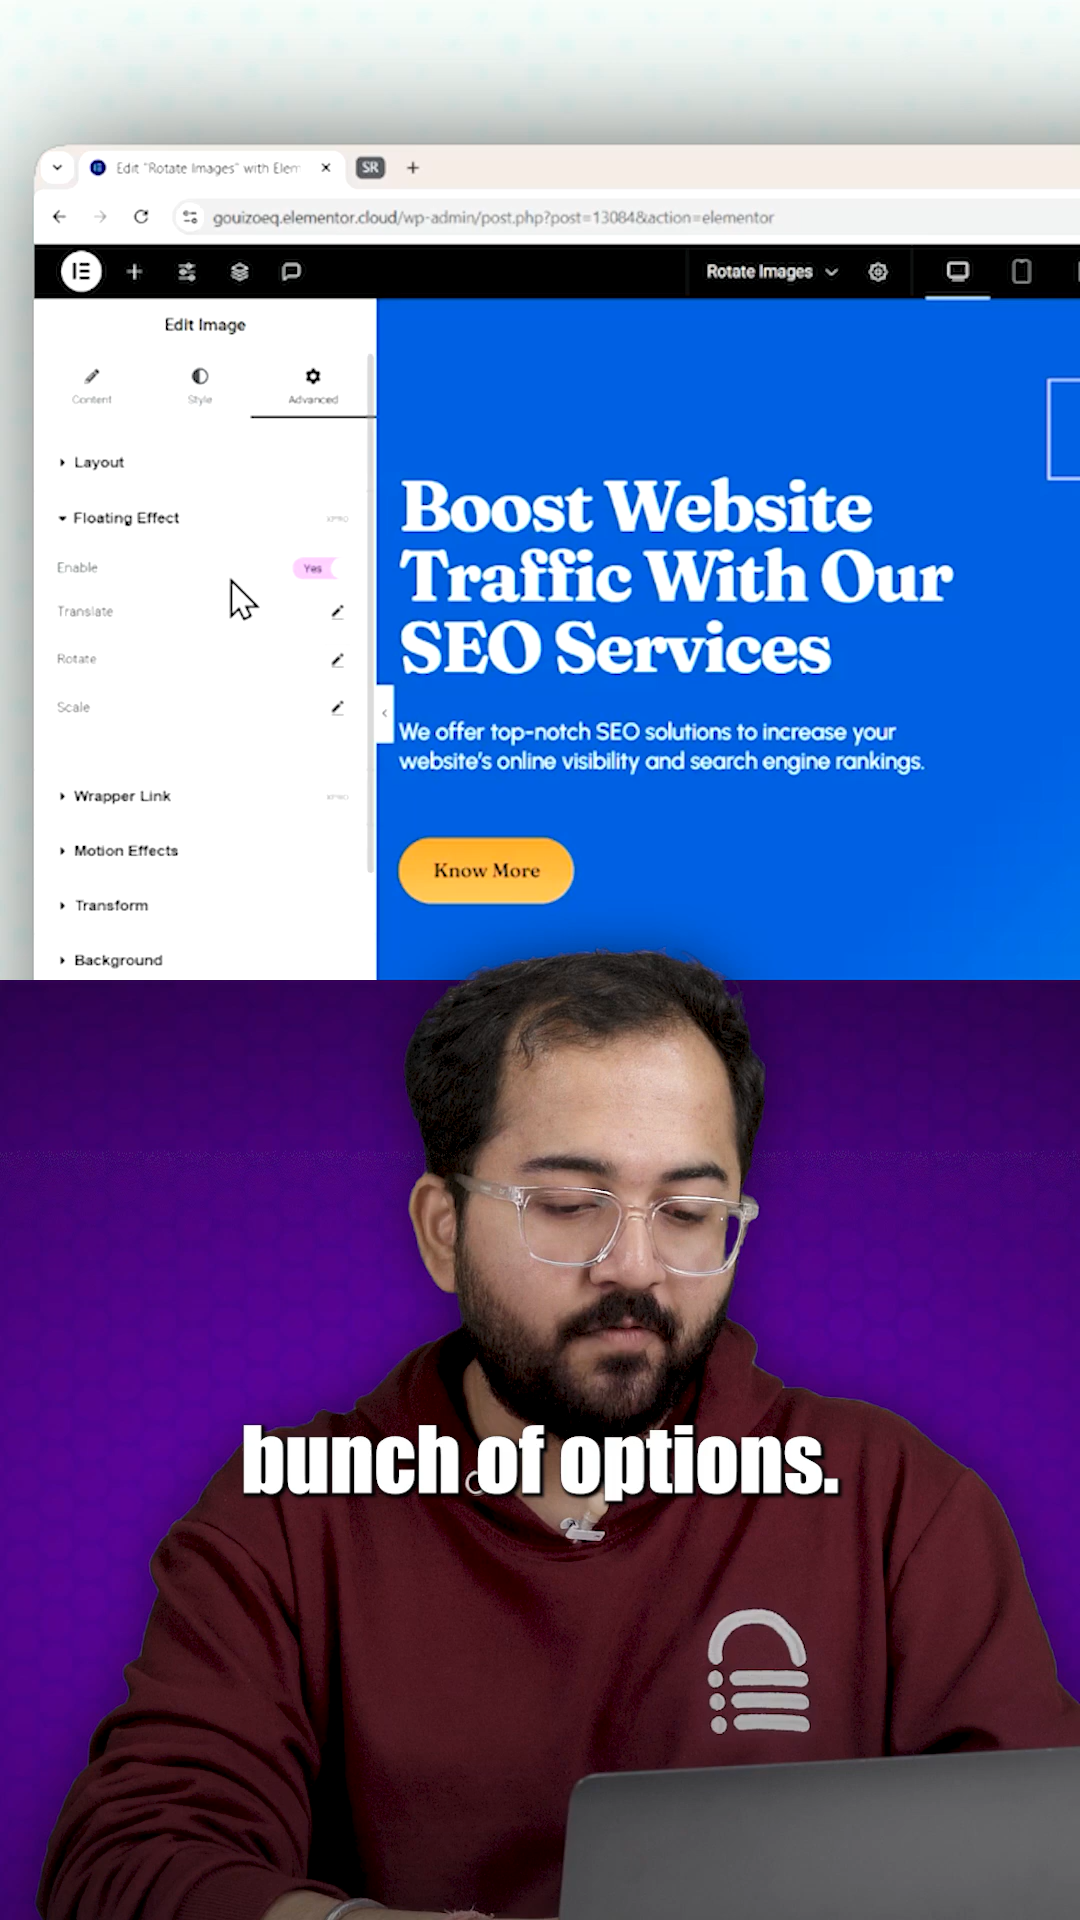 Edit "Rotate Images" with Elem
SR
gouizoeq.elementor.cloud/wp-admin/post.php?post=13084&action=elementor
Rotate Images
Edit Image
Content
Style
Advanced
Layout
Floating Effect
XPRO
Enable
Yes
Translate
Rotate
Scale
Wrapper Link
XPRO
Motion Effects
Transform
Background
Boost Website
Traffic With Our
SEO Services
We offer top-notch SEO solutions to increase your
website's online visibility and search engine rankings.
Know More
bunch of options.